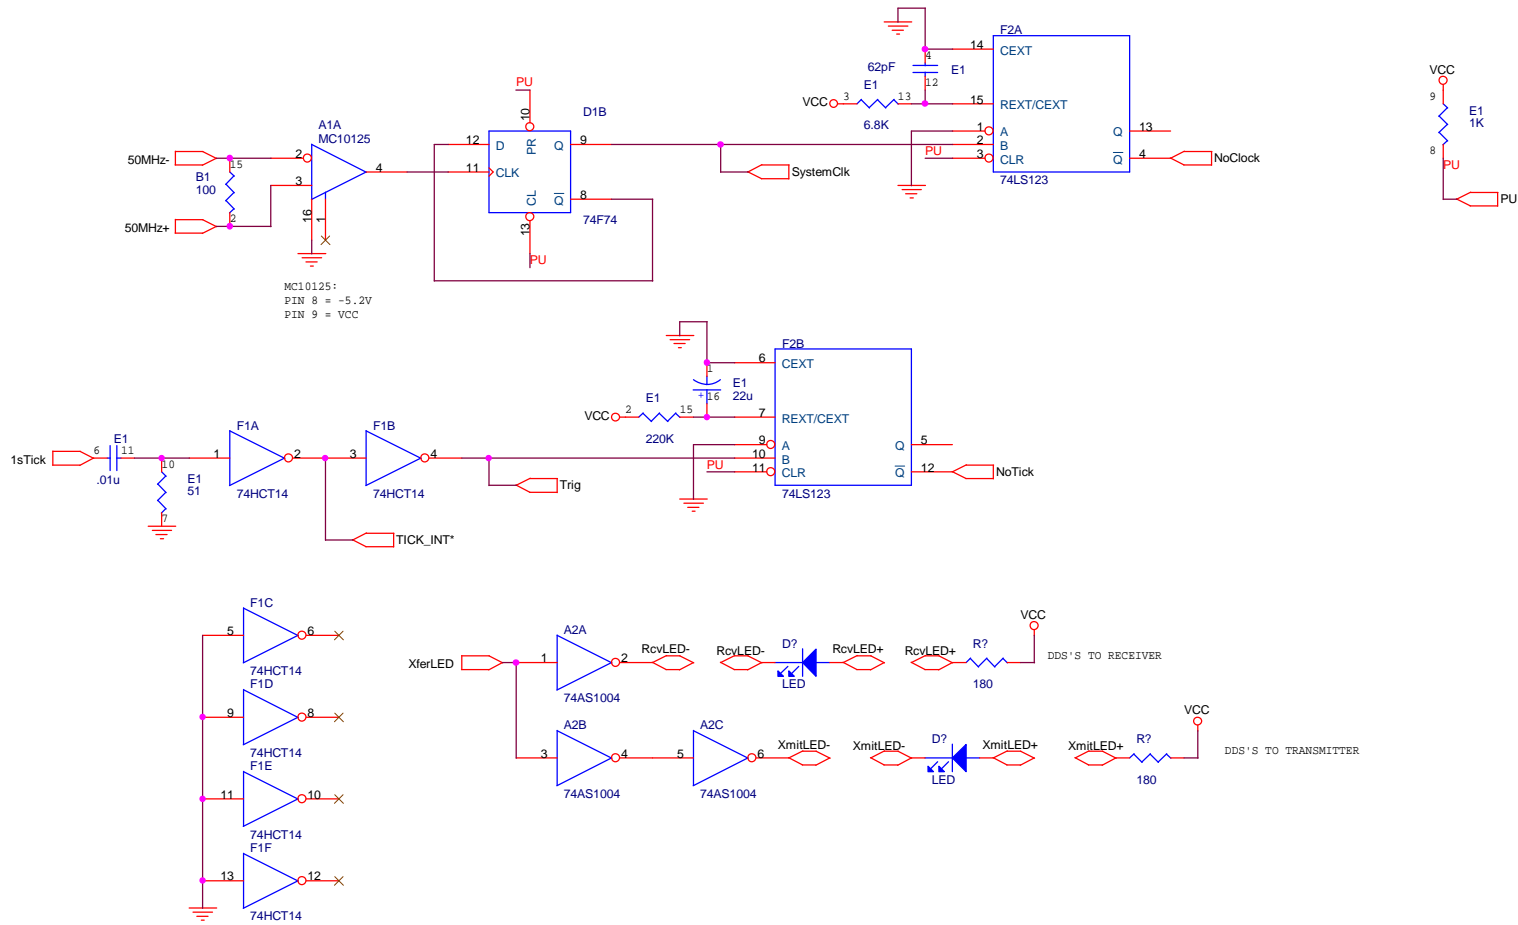 F2A
14
CEXT
4
62pF
E1
12
E1
VCC
3
13
15
REXT/CEXT
6.8K
1
A
Q
13
2
B
PU
3
CLR
Q
4
NoClock
74LS123
VCC
9
E1
1K
8
PU
PU
PU
10
D1B
12
D
PR
Q
9
11
CLK
CL
Q
8
13
74F74
PU
SystemClk
A1A
MC10125
50MHz-
2
15
4
B1
100
3
2
50MHz+
16
1
MC10125:
PIN 8 = -5.2V
PIN 9 = VCC
F2B
6
CEXT
1
E1
+
16
22u
E1
VCC
2
15
7
REXT/CEXT
220K
9
A
Q
5
10
B
PU
11
CLR
Q
12
NoTick
74LS123
1sTick
6
E1
11
.01u
10
E1
51
7
F1A
1
2
74HCT14
F1B
3
4
74HCT14
Trig
TICK_INT*
F1C
5
6
74HCT14
F1D
9
8
74HCT14
F1E
11
10
74HCT14
F1F
13
12
74HCT14
XferLED
A2A
1
2
74AS1004
RcvLED-
RcvLED-
D?
LED
RcvLED+
RcvLED+
R?
180
VCC
DDS'S TO RECEIVER
A2B
3
4
74AS1004
A2C
5
6
74AS1004
XmitLED-
XmitLED-
D?
LED
XmitLED+
XmitLED+
R?
180
VCC
DDS'S TO TRANSMITTER